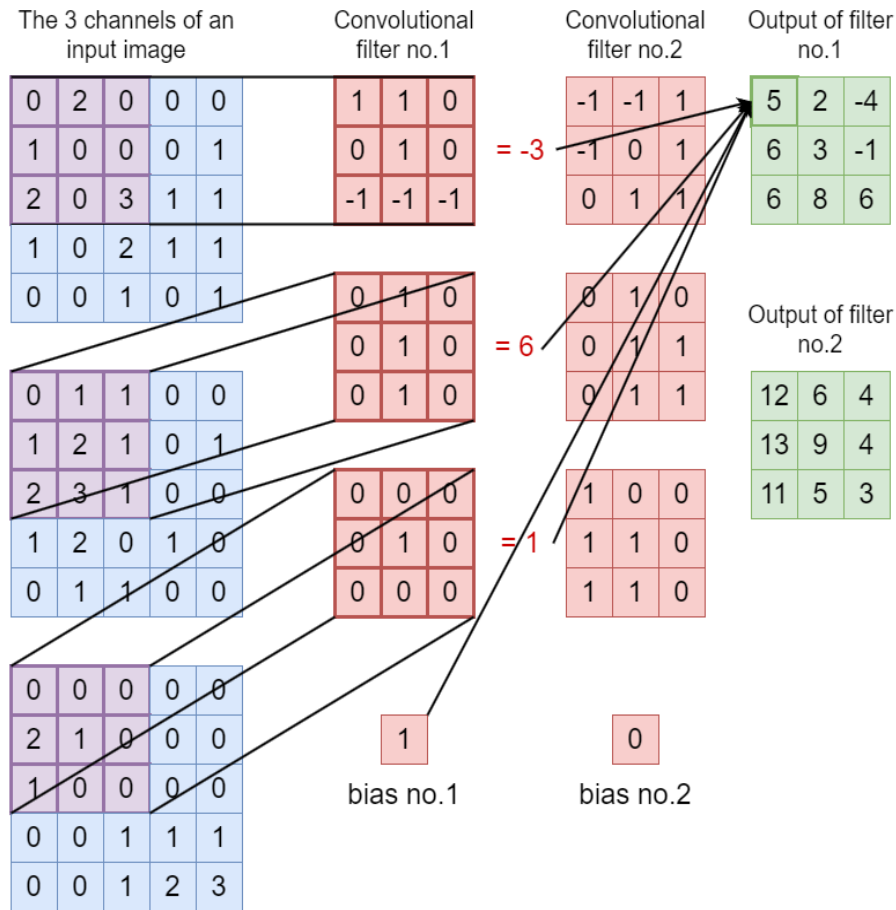 The 3 channels of an
input image
Convolutional
filter no.1
Convolutional
filter no.2
Output of filter
no.1
0 2 0 0 0
1 0 0 0 1
2 0 3 1 1
1 0 2 1 1
0 0 1 0 1
1 1 0
0 1 0
-1 -1 -1
= -3
-1 -1 1
-1 0 1
0 1 1
5 2 -4
6 3 -1
6 8 6
0 1 1 0 0
1 2 1 0 1
2 3 1 0 0
1 2 0 1 0
0 1 1 0 0
0 1 0
0 1 0
0 1 0
= 6
0 1 0
0 1 1
0 1 1
Output of filter
no.2
12 6 4
13 9 4
11 5 3
0 0 0 0 0
2 1 0 0 0
1 0 0 0 0
0 0 1 1 1
0 0 1 2 3
0 0 0
0 1 0
0 0 0
= 1
1 0 0
1 1 0
1 1 0
1
bias no.1
0
bias no.2